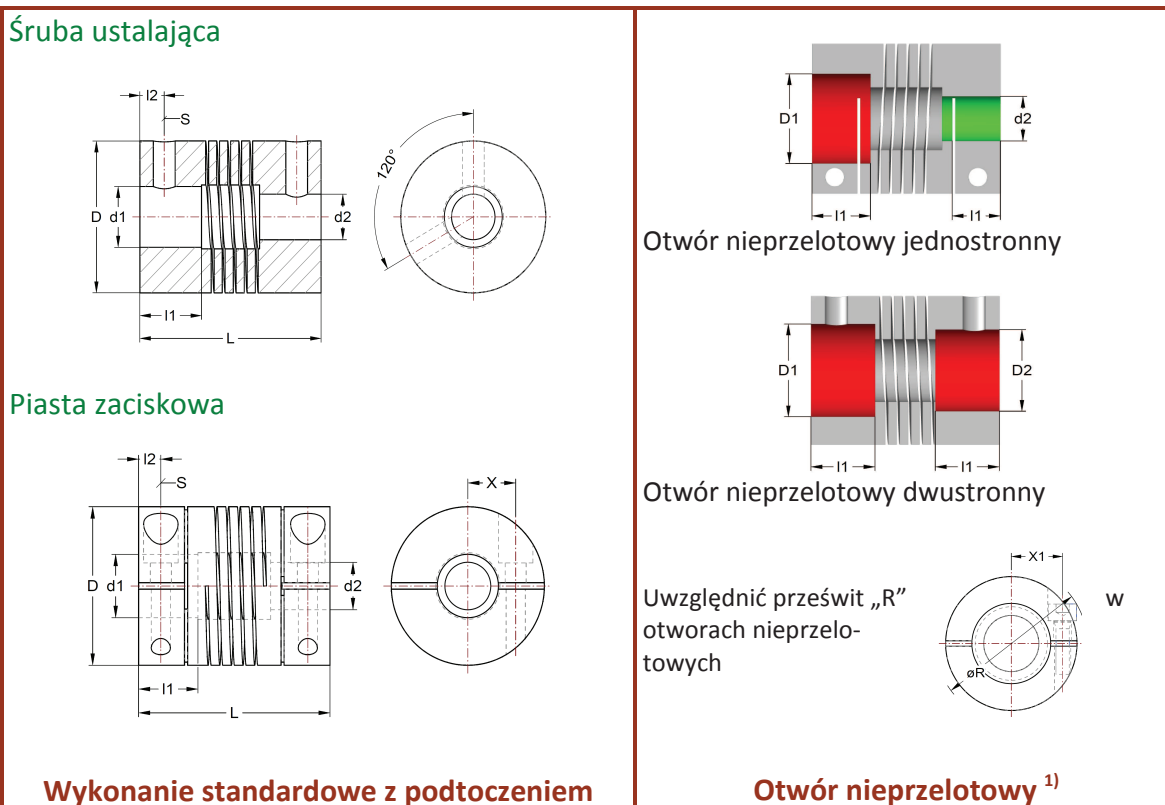 Śruba ustalająca
l2
S
120°
D
d1
d2
l1
L
Piasta zaciskowa
l2
S
X
D
d1
d2
l1
L
Wykonanie standardowe z podtoczeniem
D1
d2
l1
l1
Otwór nieprzelotowy jednostronny
D1
D2
l1
l1
Otwór nieprzelotowy dwustronny
X1
Uwzględnić prześwit „R” w
otworach nieprzelo-
towych
øR
Otwór nieprzelotowy 1)